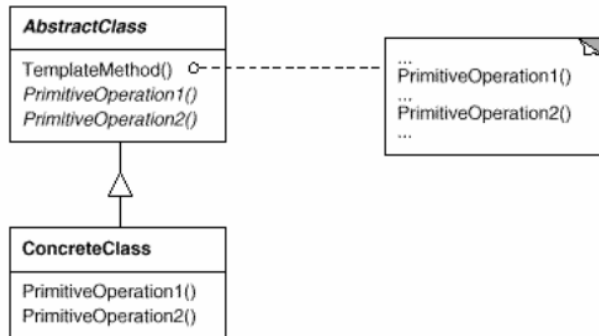 AbstractClass
TemplateMethod()
PrimitiveOperation1()
PrimitiveOperation2()
...
PrimitiveOperation1()
...
PrimitiveOperation2()
...
ConcreteClass
PrimitiveOperation1()
PrimitiveOperation2()